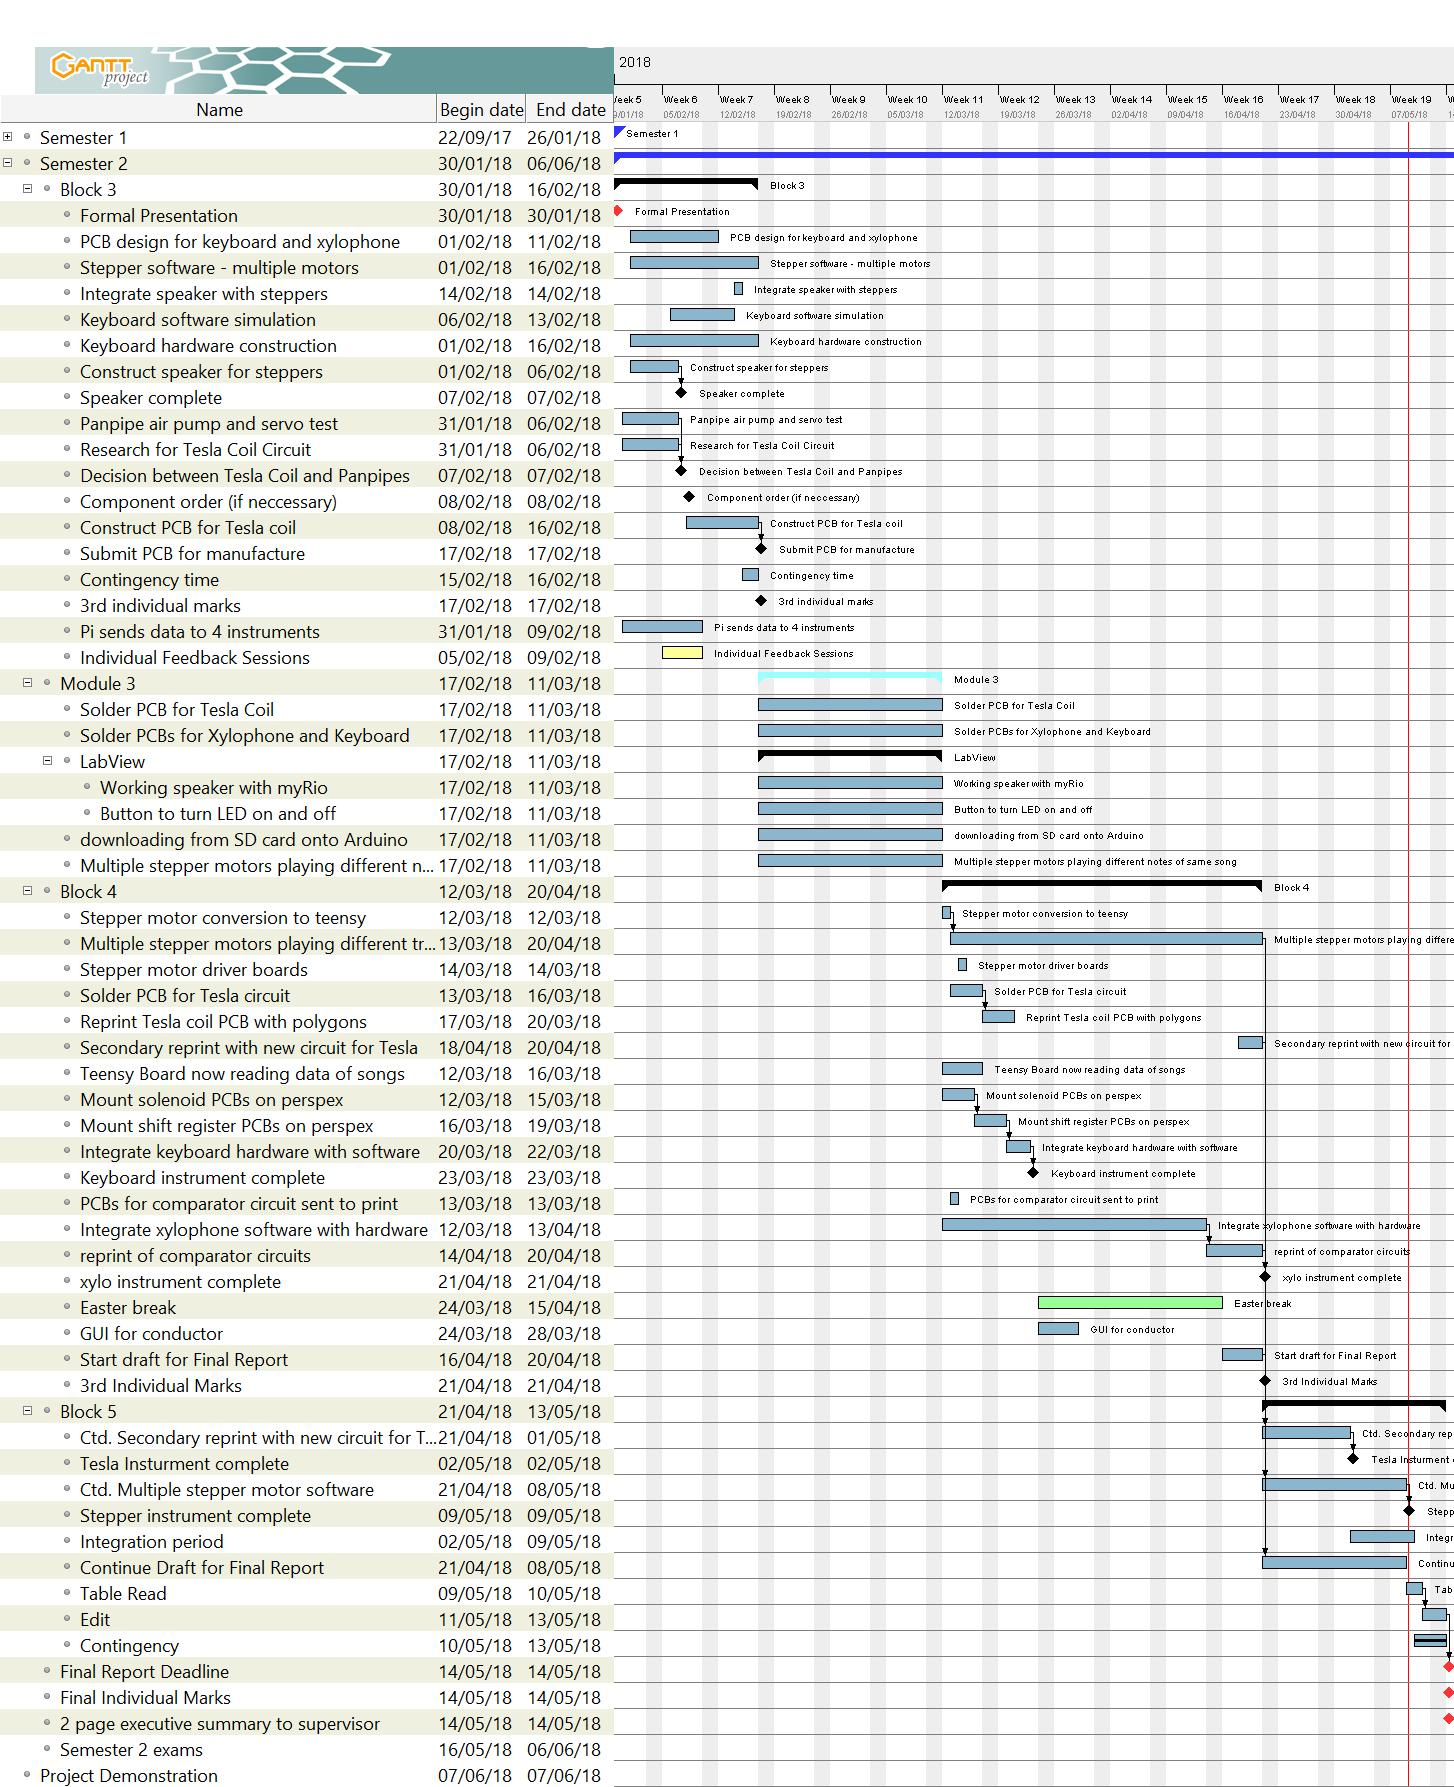 GANTT
project
2018
Name Begin date End date
Week 6 Week 7 Week 8 Week 9 Week 10 Week 11 Week 12 Week 13 Week 14 Week 15 Week 16 Week 17 Week 18 Week 19
05/02/18 12/02/18 19/02/18 26/02/18 05/03/18 12/03/18 19/03/18 26/03/18 02/04/18 09/04/18 16/04/18 23/04/18 30/04/18 07/05/18
Semester 1 22/09/17 26/01/18 Semester 1
Semester 2 30/01/18 06/06/18
Block 3 30/01/18 16/02/18 Block 3
Formal Presentation 30/01/18 30/01/18 Formal Presentation
PCB design for keyboard and xylophone 01/02/18 11/02/18 PCB design for keyboard and xylophone
Stepper software - multiple motors 01/02/18 16/02/18 Stepper software - multiple motors
Integrate speaker with steppers 14/02/18 14/02/18 Integrate speaker with steppers
Keyboard software simulation 06/02/18 13/02/18 Keyboard software simulation
Keyboard hardware construction 01/02/18 16/02/18 Keyboard hardware construction
Construct speaker for steppers 01/02/18 06/02/18 Construct speaker for steppers
Speaker complete 07/02/18 07/02/18 Speaker complete
Panpipe air pump and servo test 31/01/18 06/02/18 Panpipe air pump and servo test
Research for Tesla Coil Circuit 31/01/18 06/02/18 Research for Tesla Coil Circuit
Decision between Tesla Coil and Panpipes 07/02/18 07/02/18 Decision between Tesla Coil and Panpipes
Component order (if neccessary) 08/02/18 08/02/18 Component order (if neccessary)
Construct PCB for Tesla coil 08/02/18 16/02/18 Construct PCB for Tesla coil
Submit PCB for manufacture 17/02/18 17/02/18 Submit PCB for manufacture
Contingency time 15/02/18 16/02/18 Contingency time
3rd individual marks 17/02/18 17/02/18 3rd individual marks
Pi sends data to 4 instruments 31/01/18 09/02/18 Pi sends data to 4 instruments
Individual Feedback Sessions 05/02/18 09/02/18 Individual Feedback Sessions
Module 3 17/02/18 11/03/18 Module 3
Solder PCB for Tesla Coil 17/02/18 11/03/18 Solder PCB for Tesla Coil
Solder PCBs for Xylophone and Keyboard 17/02/18 11/03/18 Solder PCBs for Xylophone and Keyboard
LabView 17/02/18 11/03/18 LabView
Working speaker with myRio 17/02/18 11/03/18 Working speaker with myRio
Button to turn LED on and off 17/02/18 11/03/18 Button to turn LED on and off
downloading from SD card onto Arduino 17/02/18 11/03/18 downloading from SD card onto Arduino
Multiple stepper motors playing different n... 17/02/18 11/03/18 Multiple stepper motors playing different notes of same song
Block 4 12/03/18 20/04/18 Block 4
Stepper motor conversion to teensy 12/03/18 12/03/18 Stepper motor conversion to teensy
Multiple stepper motors playing different tr... 13/03/18 20/04/18 Multiple stepper motors playing differe
Stepper motor driver boards 14/03/18 14/03/18 Stepper motor driver boards
Solder PCB for Tesla circuit 13/03/18 16/03/18 Solder PCB for Tesla circuit
Reprint Tesla coil PCB with polygons 17/03/18 20/03/18 Reprint Tesla coil PCB with polygons
Secondary reprint with new circuit for Tesla 18/04/18 20/04/18 Secondary reprint with new circuit for
Teensy Board now reading data of songs 12/03/18 16/03/18 Teensy Board now reading data of songs
Mount solenoid PCBs on perspex 12/03/18 15/03/18 Mount solenoid PCBs on perspex
Mount shift register PCBs on perspex 16/03/18 19/03/18 Mount shift register PCBs on perspex
Integrate keyboard hardware with software 20/03/18 22/03/18 Integrate keyboard hardware with software
Keyboard instrument complete 23/03/18 23/03/18 Keyboard instrument complete
PCBs for comparator circuit sent to print 13/03/18 13/03/18 PCBs for comparator circuit sent to print
Integrate xylophone software with hardware 12/03/18 13/04/18 Integrate xylophone software with hardware
reprint of comparator circuits 14/04/18 20/04/18 reprint of comparator circuits
xylo instrument complete 21/04/18 21/04/18 xylo instrument complete
Easter break 24/03/18 15/04/18 Easter break
GUI for conductor 24/03/18 28/03/18 GUI for conductor
Start draft for Final Report 16/04/18 20/04/18 Start draft for Final Report
3rd Individual Marks 21/04/18 21/04/18 3rd Individual Marks
Block 5 21/04/18 13/05/18
Ctd. Secondary reprint with new circuit for T... 21/04/18 01/05/18 Ctd. Secondary rep
Tesla Insturment complete 02/05/18 02/05/18 Tesla Insturment
Ctd. Multiple stepper motor software 21/04/18 08/05/18 Ctd. Mu
Stepper instrument complete 09/05/18 09/05/18 Stepp
Integration period 02/05/18 09/05/18 Integr
Continue Draft for Final Report 21/04/18 08/05/18 Continu
Table Read 09/05/18 10/05/18 Tab
Edit 11/05/18 13/05/18
Contingency 10/05/18 13/05/18
Final Report Deadline 14/05/18 14/05/18
Final Individual Marks 14/05/18 14/05/18
2 page executive summary to supervisor 14/05/18 14/05/18
Semester 2 exams 16/05/18 06/06/18
Project Demonstration 07/06/18 07/06/18